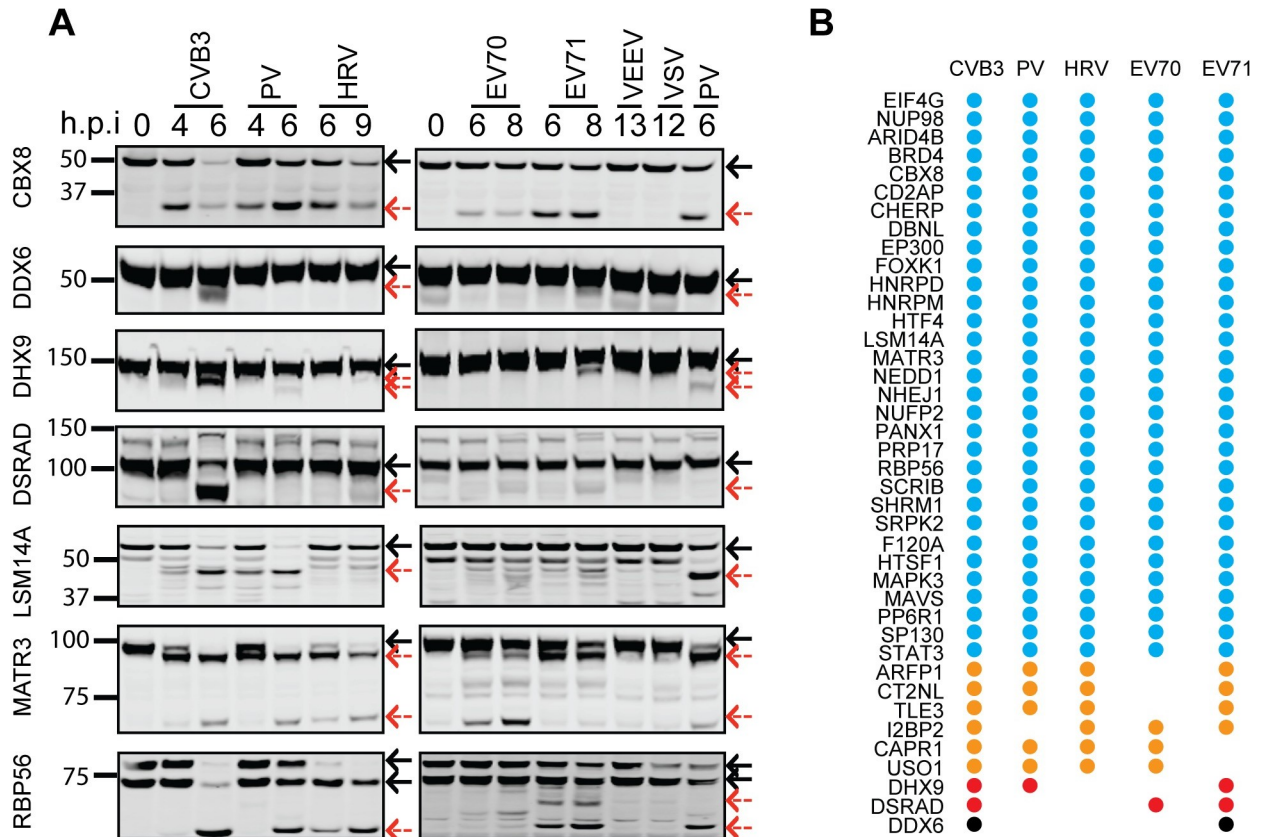 A
CVB3 PV HRV EV70 EV71 VEEV VSV PV
h.p.i 0 4 6 4 6 6 9 0 6 8 6 8 13 12 6
CBX8 50 37
DDX6 50
DHX9 150
DSRAD 150 100
LSM14A 50 37
MATR3 100 75
RBP56 75
B
CVB3 PV HRV EV70 EV71
EIF4G
NUP98
ARID4B
BRD4
CBX8
CD2AP
CHERP
DBNL
EP300
FOXK1
HNRPD
HNRPM
HTF4
LSM14A
MATR3
NEDD1
NHEJ1
NUFP2
PANX1
PRP17
RBP56
SCRIB
SHRM1
SRPK2
F120A
HTSF1
MAPK3
MAVS
PP6R1
SP130
STAT3
ARFP1
CT2NL
TLE3
I2BP2
CAPR1
USO1
DHX9
DSRAD
DDX6